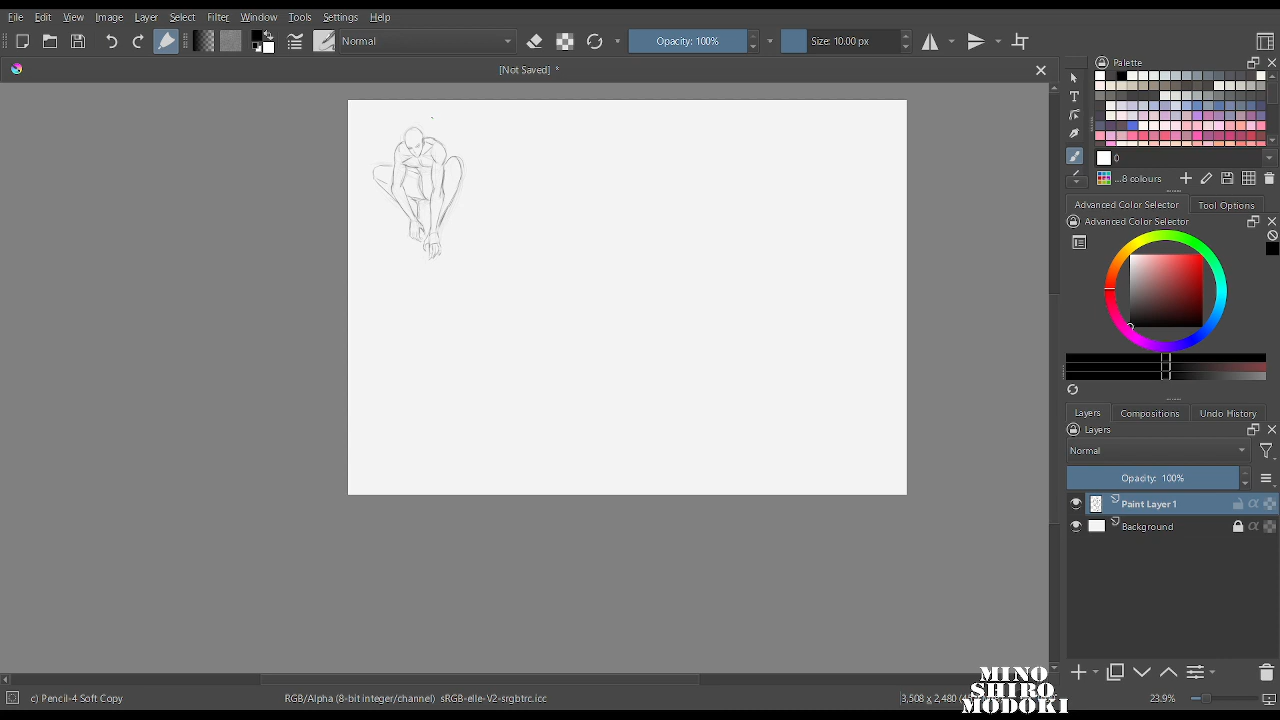 File Edit View Image Layer Select Filter Window Tools Settings Help
Normal Opacity: 100% Size: 10.00 px
[Not Saved] *
Palette
0
...8 colours
Advanced Color Selector Tool Options
Advanced Color Selector
Layers Compositions Undo History
Layers
Normal
Opacity: 100%
Paint Layer 1
Background
c) Pencil-4 Soft Copy RGB/Alpha (8-bit integer/channel) sRGB-elle-V2-srgbtrc.icc 3,508 x 2,480 23.9%
MINO
SHIRO
MODOKI